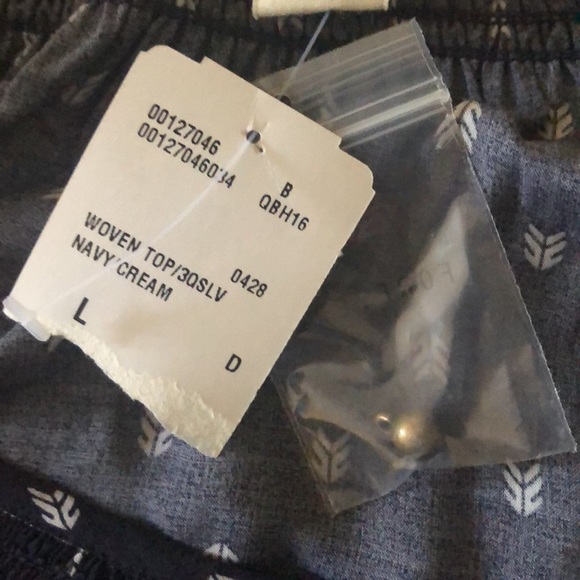 00127046
00127046034
B
QBH16
WOVEN TOP/3QSLV 0428
NAVY/CREAM
L
D